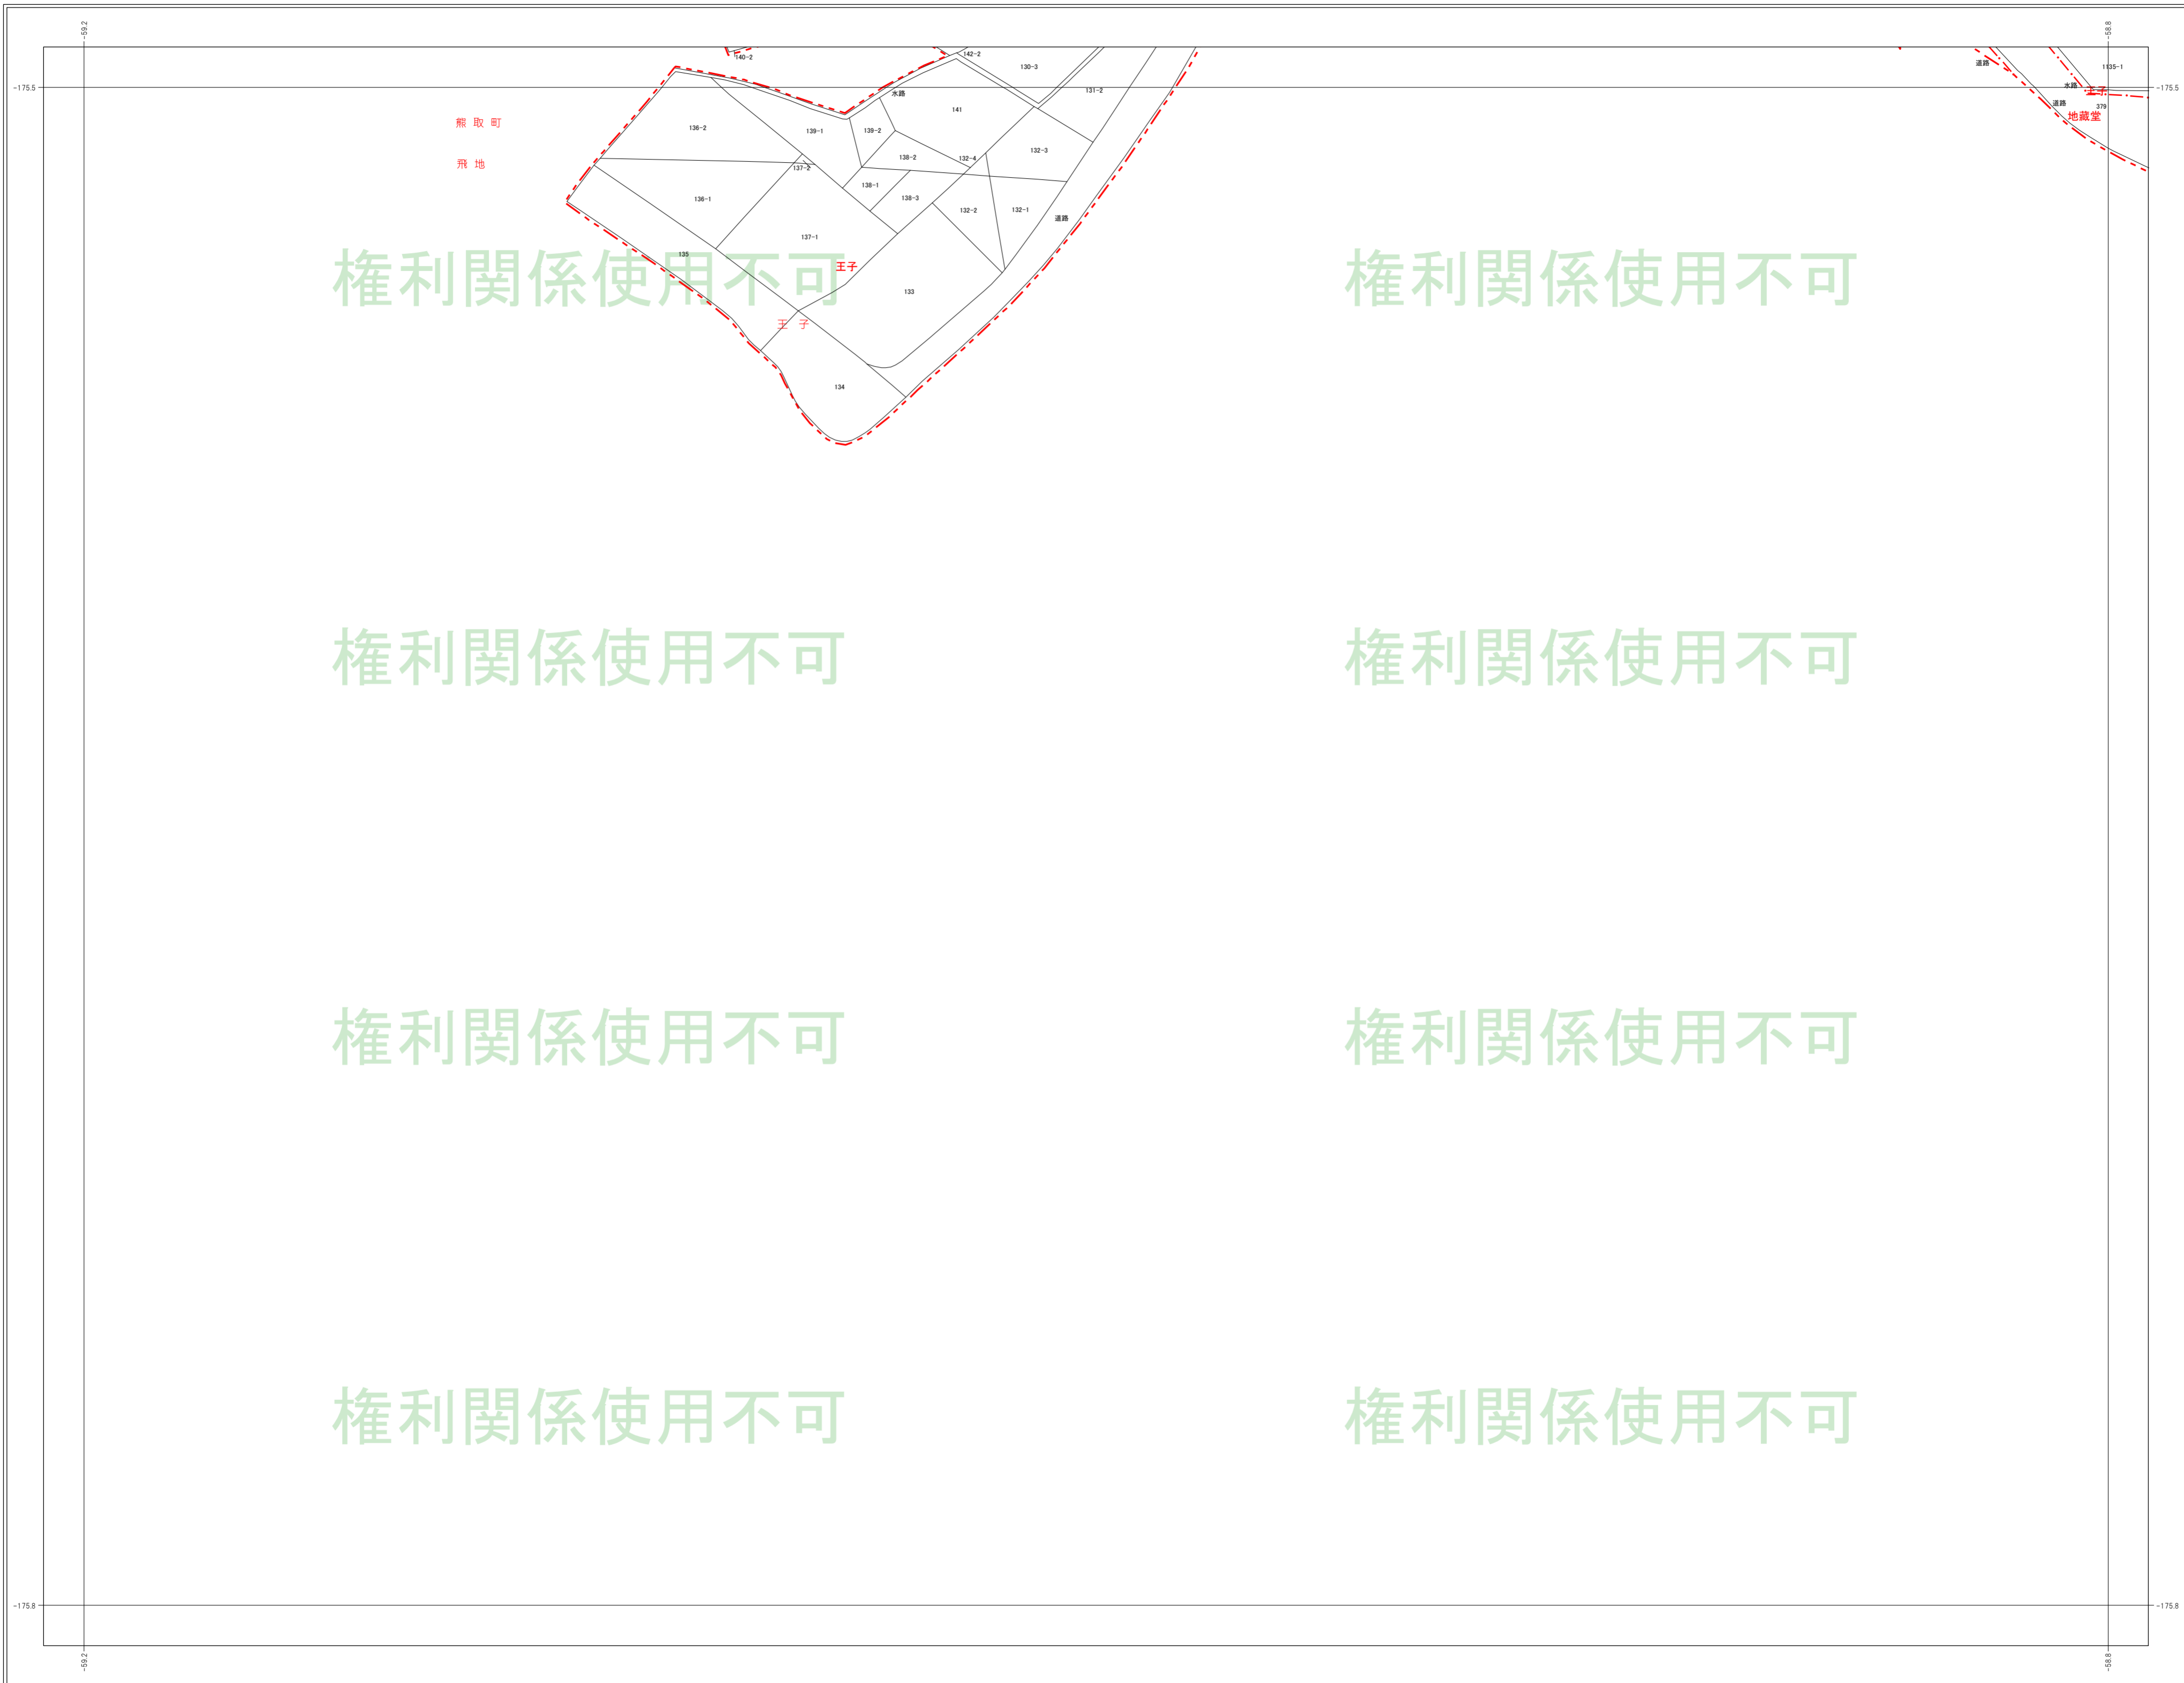 -59.2
-58.8
140-2
142-2
130-3
道路
1135-1
-175.5
水路
131-2
水路
王子
-175.5
道路
379
141
地蔵堂
熊取町
136-2
139-1
139-2
132-3
138-2
132-4
飛地
137-2
138-1
136-1
138-3
132-2
132-1
道路
137-1
135
王子
権利関係使用不可
権利関係使用不可
133
王子
134
権利関係使用不可
権利関係使用不可
権利関係使用不可
権利関係使用不可
権利関係使用不可
権利関係使用不可
-175.8
-175.8
-59.2
-58.8